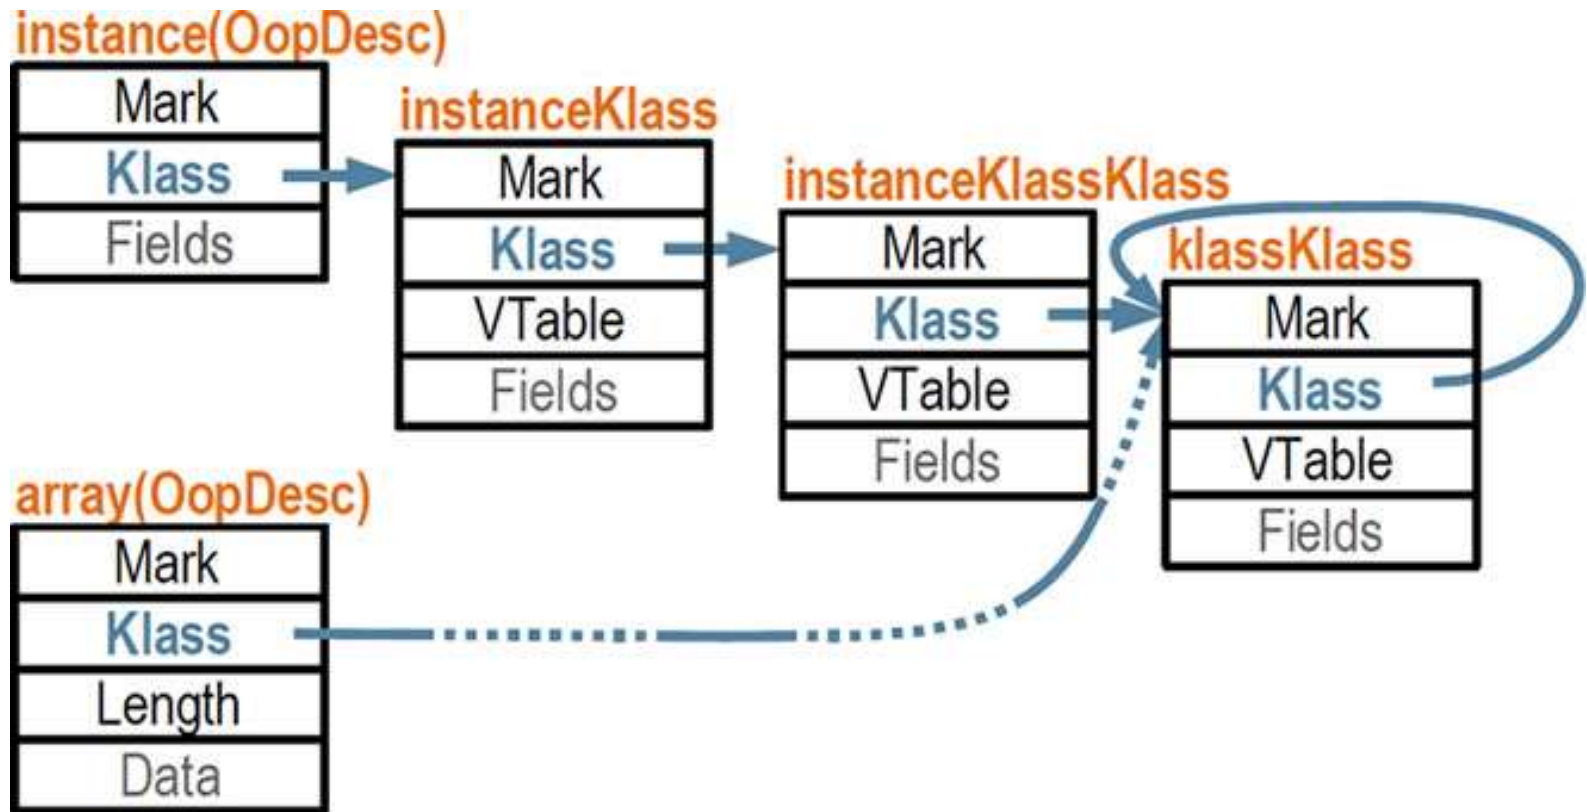 instance(OopDesc)
Mark
Klass
Fields
instanceKlass
Mark
Klass
VTable
Fields
instanceKlassKlass
Mark
Klass
VTable
Fields
klassKlass
Mark
Klass
VTable
Fields
array(OopDesc)
Mark
Klass
Length
Data